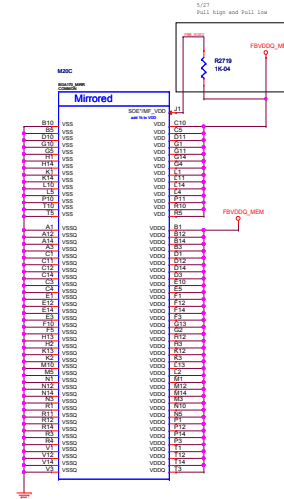 5/27
Pull high and Pull low
FBVDDQ_MEM
R2719
1K-04
M20C
BGA170_MIRR
COMMON
Mirrored
SOE*/MF_VDD J1
B10 VSS VDD C10
B5 VSS VDD C5
D10 VSS VDD D11
G10 VSS VDD G1
G5 VSS VDD G11
H1 VSS VDD G14
H14 VSS VDD G4
K1 VSS VDD L1
K14 VSS VDD L11
L10 VSS VDD L14
L5 VSS VDD L4
P10 VSS VDD P11
T10 VSS VDD R10
T5 VSS VDD R5
FBVDDQ_MEM
A1 VSSQ VDDQ B1
A12 VSSQ VDDQ B12
A14 VSSQ VDDQ B14
A3 VSSQ VDDQ B3
C1 VSSQ VDDQ D1
C11 VSSQ VDDQ D12
C12 VSSQ VDDQ D14
C14 VSSQ VDDQ D3
C3 VSSQ VDDQ E10
C4 VSSQ VDDQ E5
E1 VSSQ VDDQ F1
E12 VSSQ VDDQ F12
E14 VSSQ VDDQ F14
E3 VSSQ VDDQ F3
F10 VSSQ VDDQ G13
F5 VSSQ VDDQ G2
H13 VSSQ VDDQ H12
H2 VSSQ VDDQ H3
K13 VSSQ VDDQ K12
K2 VSSQ VDDQ K3
M10 VSSQ VDDQ L13
M5 VSSQ VDDQ L2
N1 VSSQ VDDQ M1
N12 VSSQ VDDQ M12
N14 VSSQ VDDQ M14
N3 VSSQ VDDQ M3
R1 VSSQ VDDQ N10
R11 VSSQ VDDQ N5
R12 VSSQ VDDQ P1
R14 VSSQ VDDQ P12
R3 VSSQ VDDQ P14
R4 VSSQ VDDQ P3
V1 VSSQ VDDQ T1
V12 VSSQ VDDQ T12
V14 VSSQ VDDQ T14
V3 VSSQ VDDQ T3